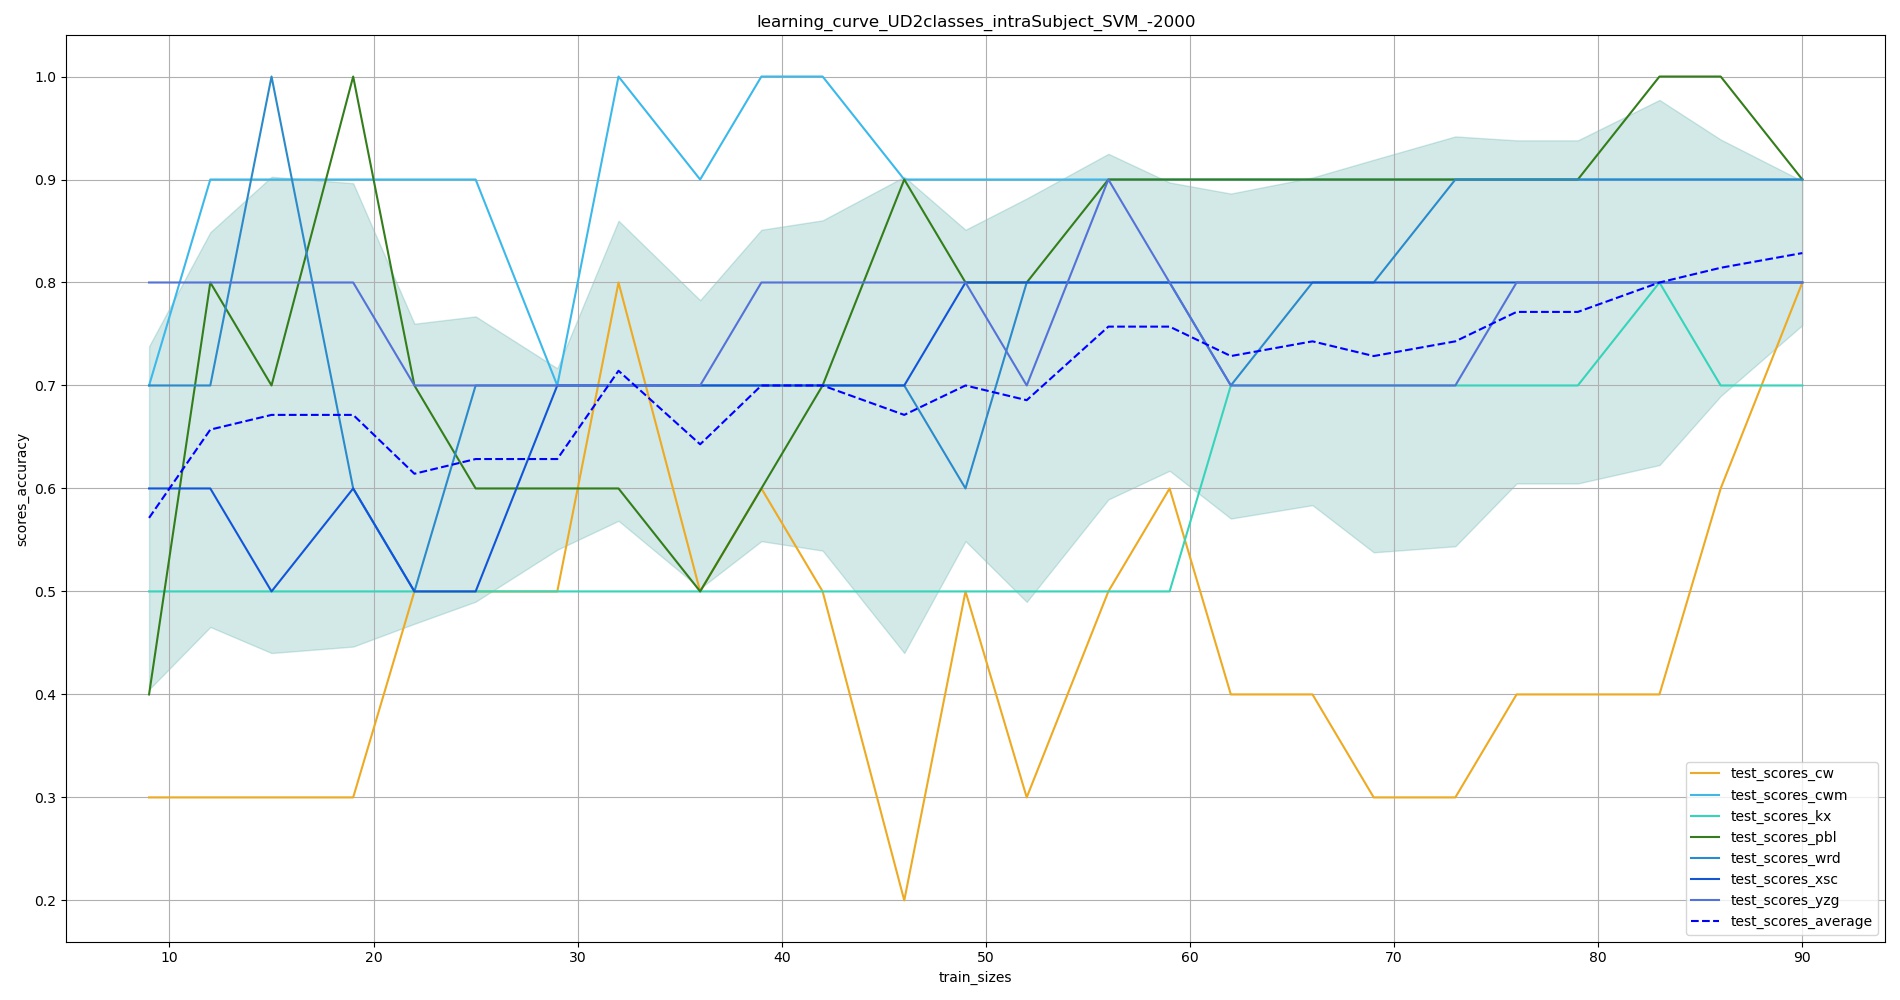 learning_curve_UD2classes_intraSubject_SVM_-2000
scores_accuracy
1.0
0.9
0.8
0.7
0.6
0.5
0.4
0.3
0.2
10 20 30 40 50 60 70 80 90
train_sizes
test_scores_cw
test_scores_cwm
test_scores_kx
test_scores_pbl
test_scores_wrd
test_scores_xsc
test_scores_yzg
test_scores_average